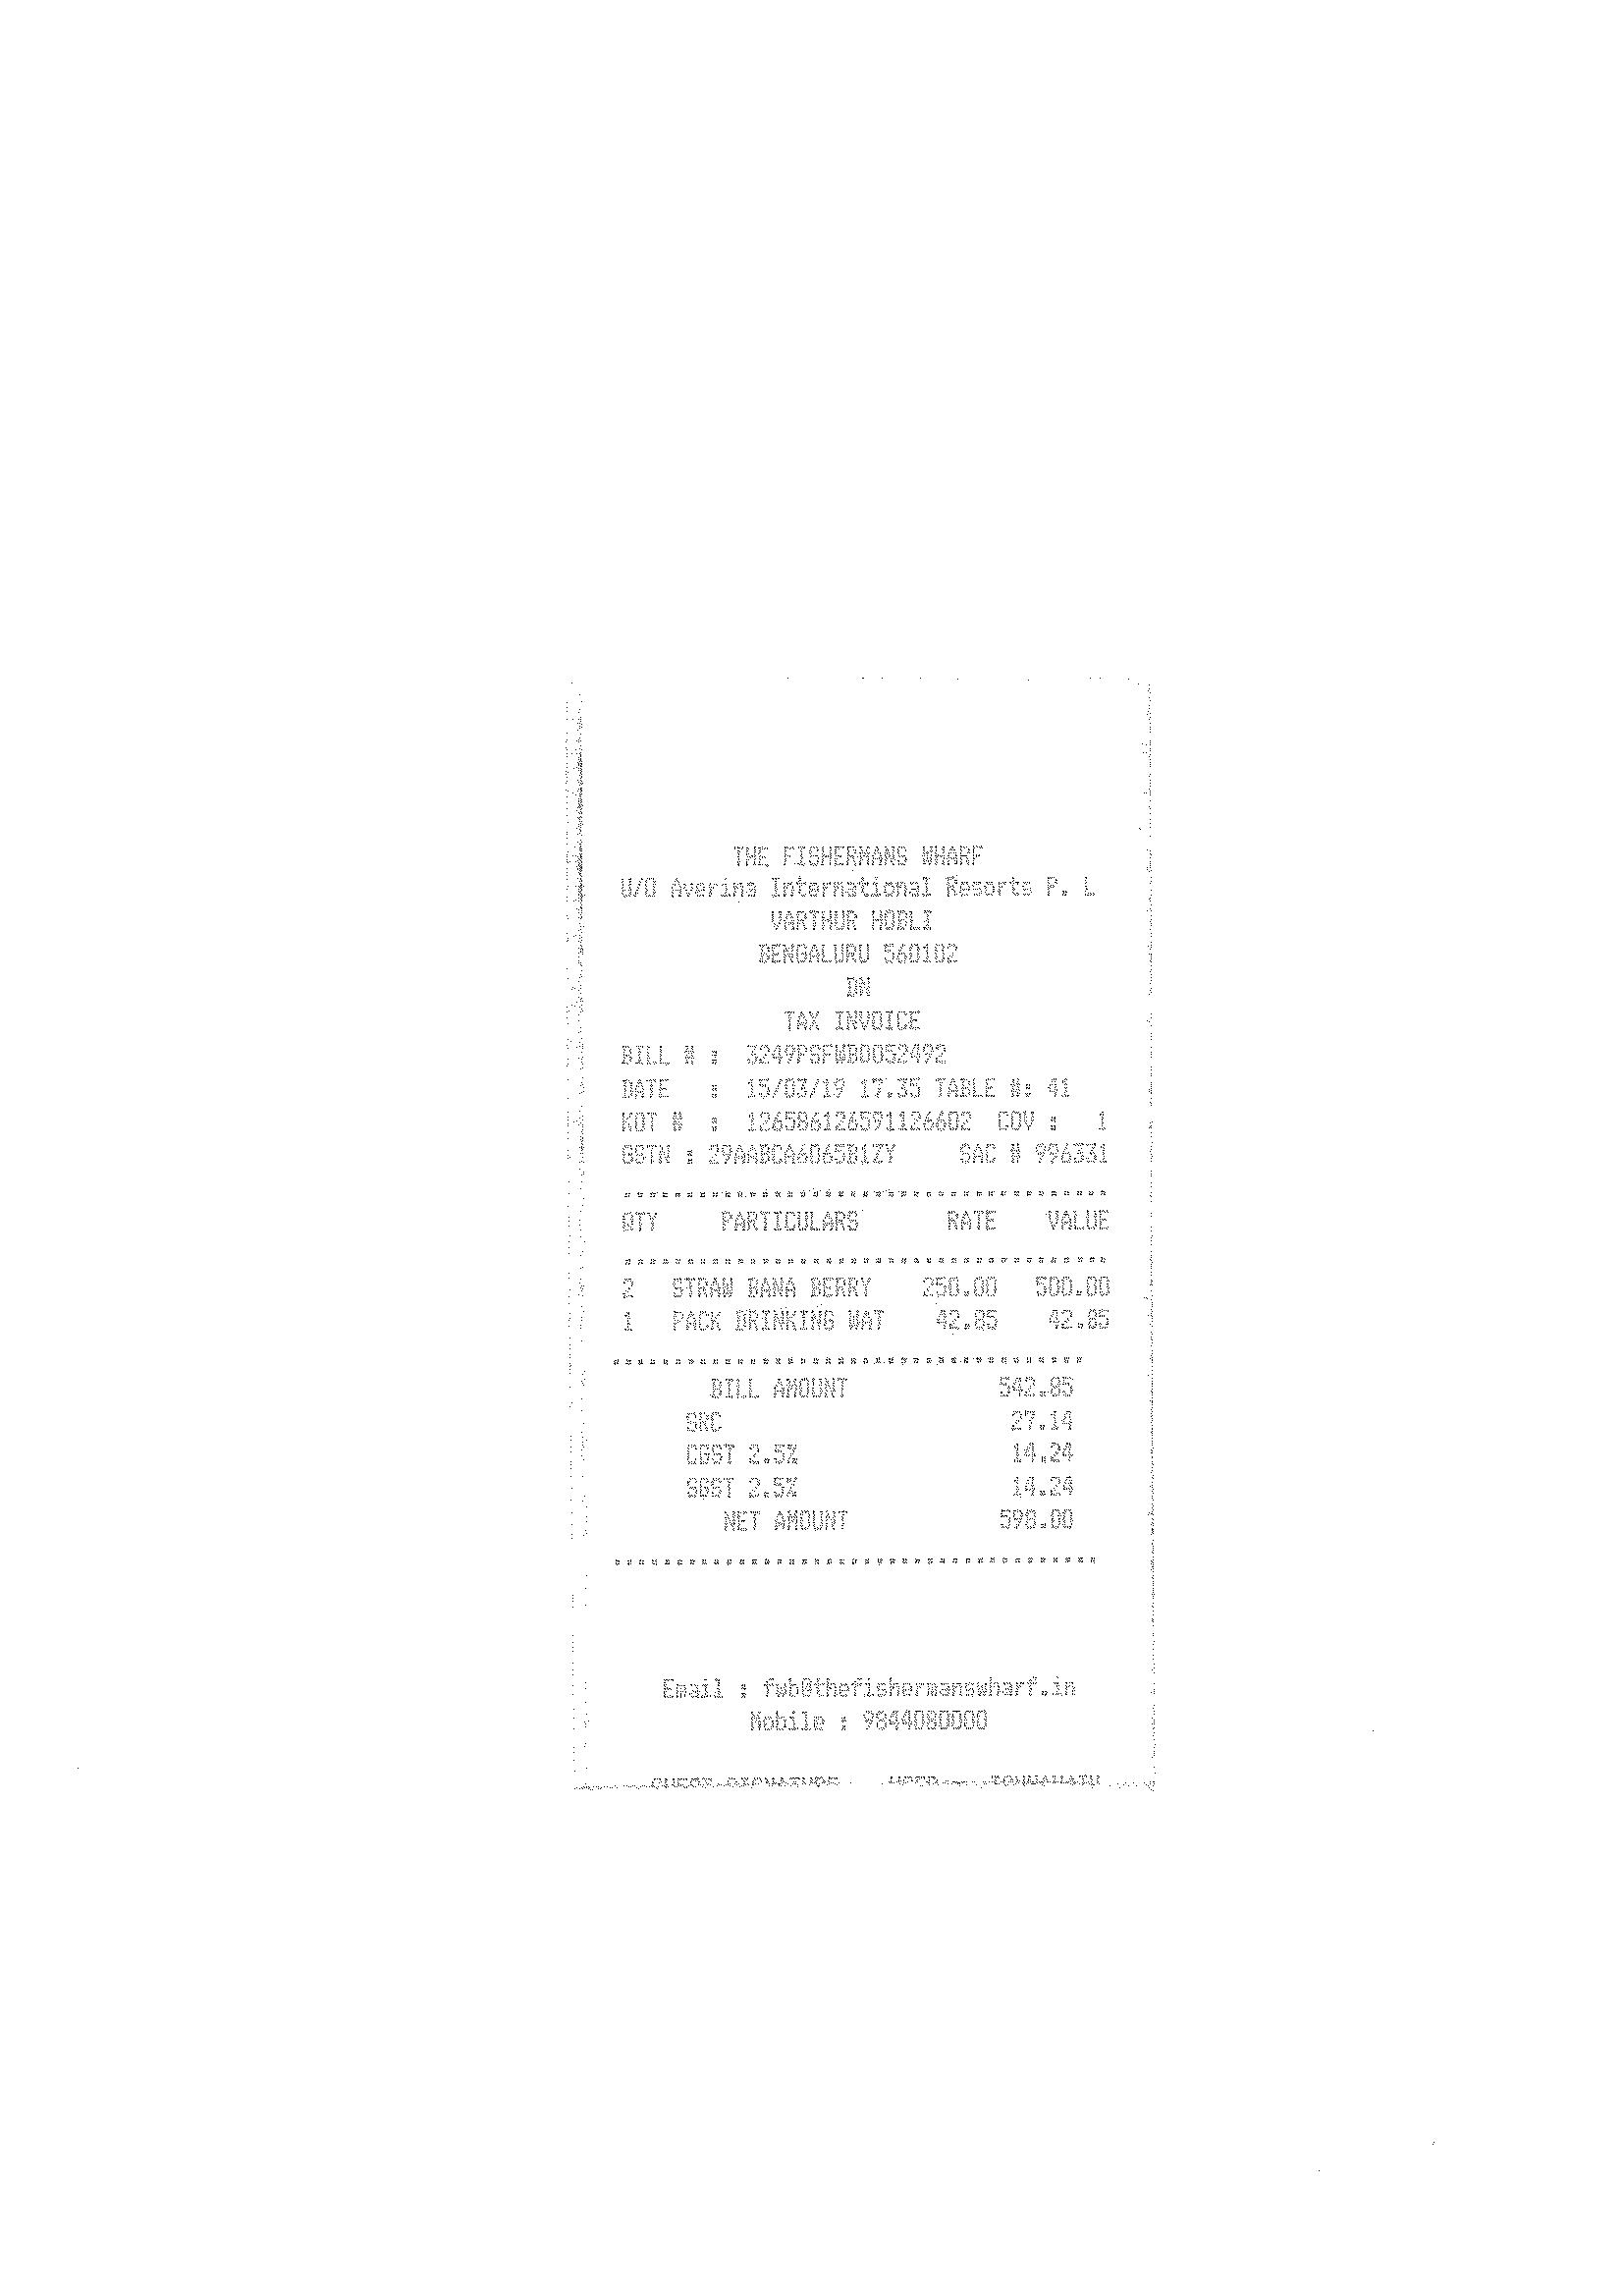 THE FISHERMANS WHARF
U/O Averina International Resorts P. L
VARTHUR HOBLI
BENGALURU 560102
DN
TAX INVOICE
BILL # : 3249PSFWB0052492
DATE : 15/03/19 17.35 TABLE #: 41
KOT # : 126586126591126602 COV : 1
GSTN : 29AABCA6065B1ZY SAC # 996331
QTY PARTICULARS RATE VALUE
2 STRAW BANA BERRY 250.00 500.00
1 PACK DRINKING WAT 42.85 42.85
BILL AMOUNT 542.85
SRC 27.14
CGST 2.5% 14.24
SGST 2.5% 14.24
NET AMOUNT 598.00
Email : fwb@thefishermanswharf.in
Mobile : 9844080000